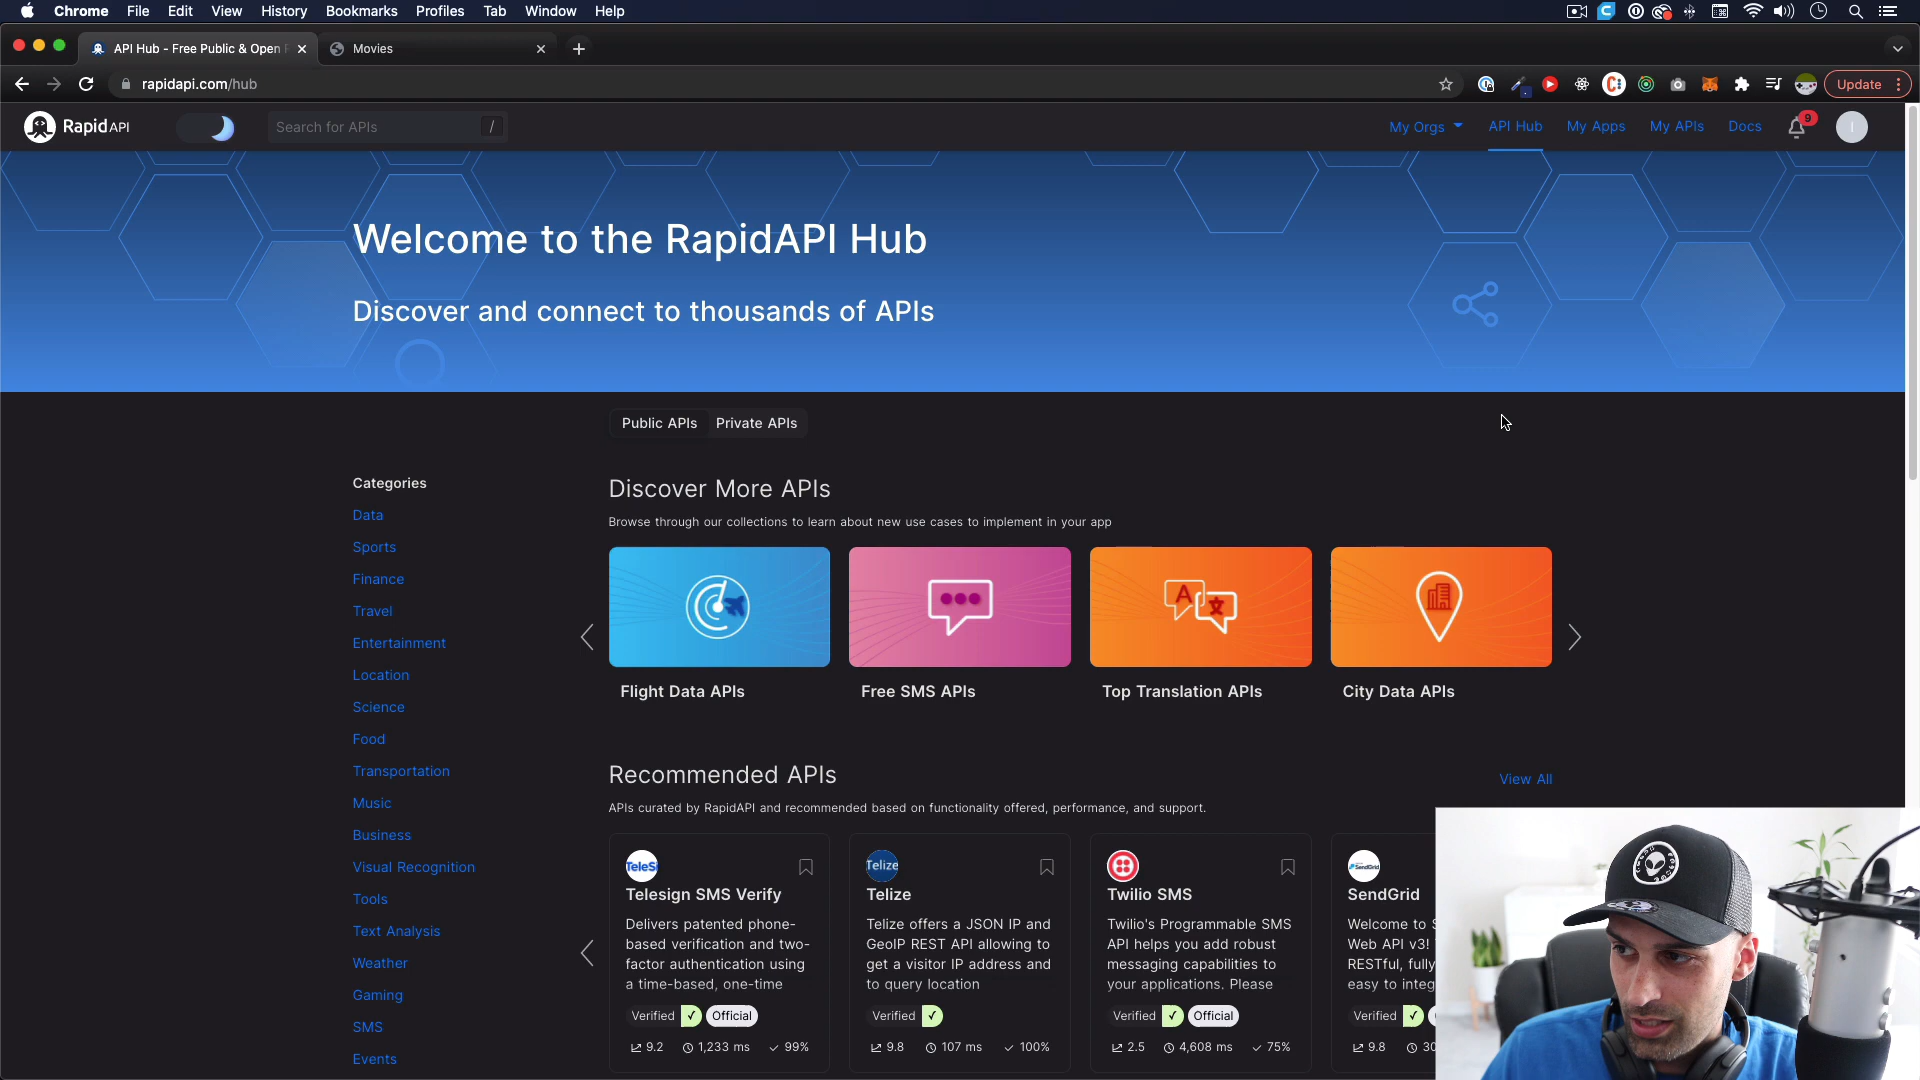 Chrome File Edit View History Bookmarks Profiles Tab Window Help
API Hub - Free Public & Open
Movies
rapidapi.com/hub
Update
Rapid API
Search for APIs /
My Orgs API Hub My Apps My APIs Docs 9 I
Welcome to the RapidAPI Hub
Discover and connect to thousands of APIs
Public APIs Private APIs
Categories
Data
Sports
Finance
Travel
Entertainment
Location
Science
Food
Transportation
Music
Business
Visual Recognition
Tools
Text Analysis
Weather
Gaming
SMS
Events
Discover More APIs
Browse through our collections to learn about new use cases to implement in your app
Flight Data APIs
Free SMS APIs
Top Translation APIs
City Data APIs
Recommended APIs
View All
APIs curated by RapidAPI and recommended based on functionality offered, performance, and support.
TeleSi
Telesign SMS Verify
Delivers patented phone-
based verification and two-
factor authentication using
a time-based, one-time
Verified Official
9.2 1,233 ms 99%
Telize
Telize
Telize offers a JSON IP and
GeoIP REST API allowing to
get a visitor IP address and
to query location
Verified
9.8 107 ms 100%
Twilio SMS
Twilio's Programmable SMS
API helps you add robust
messaging capabilities to
your applications. Please
Verified Official
2.5 4,608 ms 75%
SendGrid
SendGrid
Welcome to S
Web API v3!
RESTful, fully
easy to integ
Verified
9.8 30